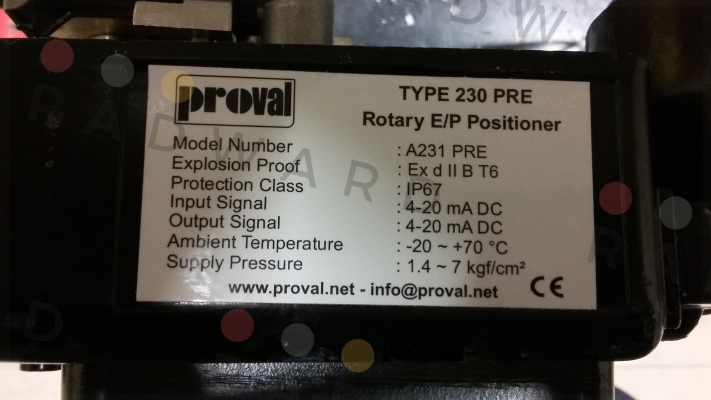 proval
TYPE 230 PRE
Rotary E/P Positioner
Model Number : A231 PRE
Explosion Proof : Ex d II B T6
Protection Class : IP67
Input Signal : 4-20 mA DC
Output Signal : 4-20 mA DC
Ambient Temperature : -20 ~ +70 °C
Supply Pressure : 1.4 ~ 7 kgf/cm²
www.proval.net - info@proval.net CE
RADWAR